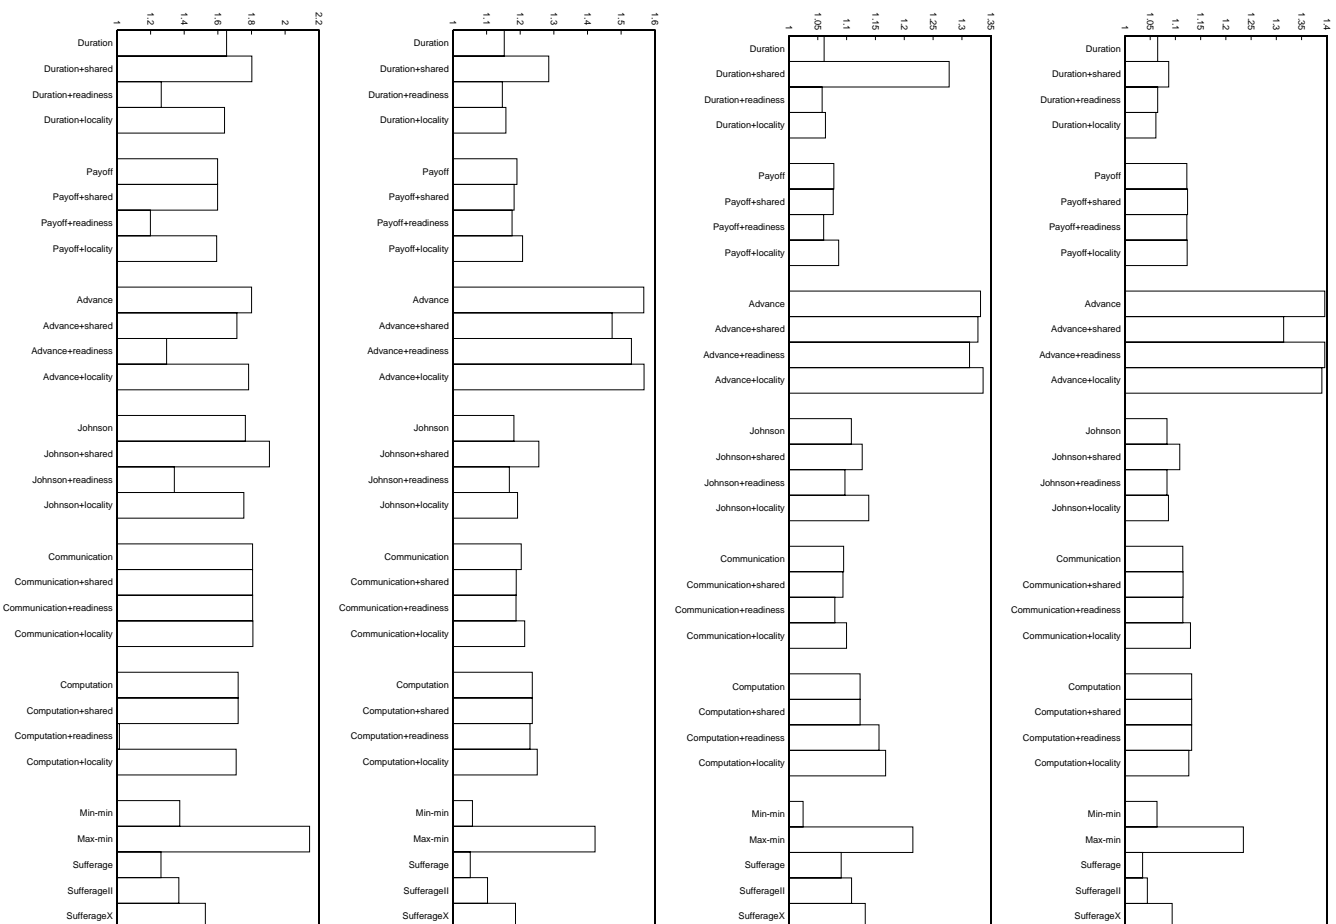 1 1.2 1.4 1.6 1.8 2 2.2
Duration
Duration+shared
Duration+readiness
Duration+locality
Payoff
Payoff+shared
Payoff+readiness
Payoff+locality
Advance
Advance+shared
Advance+readiness
Advance+locality
Johnson
Johnson+shared
Johnson+readiness
Johnson+locality
Communication
Communication+shared
Communication+readiness
Communication+locality
Computation
Computation+shared
Computation+readiness
Computation+locality
Min-min
Max-min
Sufferage
SufferageII
SufferageX
1 1.1 1.2 1.3 1.4 1.5 1.6
Duration
Duration+shared
Duration+readiness
Duration+locality
Payoff
Payoff+shared
Payoff+readiness
Payoff+locality
Advance
Advance+shared
Advance+readiness
Advance+locality
Johnson
Johnson+shared
Johnson+readiness
Johnson+locality
Communication
Communication+shared
Communication+readiness
Communication+locality
Computation
Computation+shared
Computation+readiness
Computation+locality
Min-min
Max-min
Sufferage
SufferageII
SufferageX
1 1.05 1.1 1.15 1.2 1.25 1.3 1.35
Duration
Duration+shared
Duration+readiness
Duration+locality
Payoff
Payoff+shared
Payoff+readiness
Payoff+locality
Advance
Advance+shared
Advance+readiness
Advance+locality
Johnson
Johnson+shared
Johnson+readiness
Johnson+locality
Communication
Communication+shared
Communication+readiness
Communication+locality
Computation
Computation+shared
Computation+readiness
Computation+locality
Min-min
Max-min
Sufferage
SufferageII
SufferageX
1 1.05 1.1 1.15 1.2 1.25 1.3 1.35 1.4
Duration
Duration+shared
Duration+readiness
Duration+locality
Payoff
Payoff+shared
Payoff+readiness
Payoff+locality
Advance
Advance+shared
Advance+readiness
Advance+locality
Johnson
Johnson+shared
Johnson+readiness
Johnson+locality
Communication
Communication+shared
Communication+readiness
Communication+locality
Computation
Computation+shared
Computation+readiness
Computation+locality
Min-min
Max-min
Sufferage
SufferageII
SufferageX